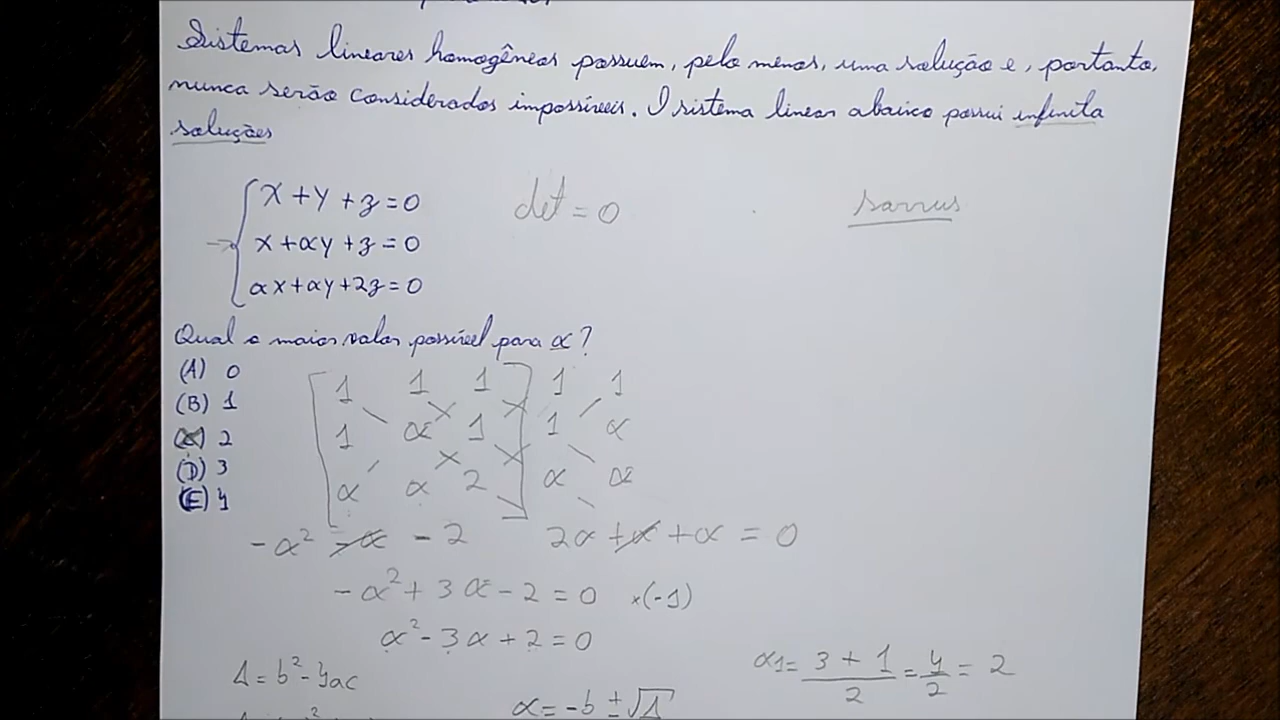 Sistemas lineares homogêneos possuem, pelo menos, uma solução e, portanto,
nunca serão considerados impossíveis. O sistema linear abaixo possui infinita
soluções
x + y + z = 0
det = 0
sarrus
x + αy + z = 0
αx + αy + 2z = 0
Qual o maior valor possível para α?
(A) 0
(B) 1
(C) 2
(D) 3
(E) 4
1 1 1 1 1
1 α 1 1 α
α α 2 α α
-α² -α - 2 2α + α + α = 0
-α² + 3α - 2 = 0 ×(-1)
α² - 3α + 2 = 0
Δ = b² - 4ac
α = -b ± √Δ
α1 = 3 + 1 / 2 = 4 / 2 = 2